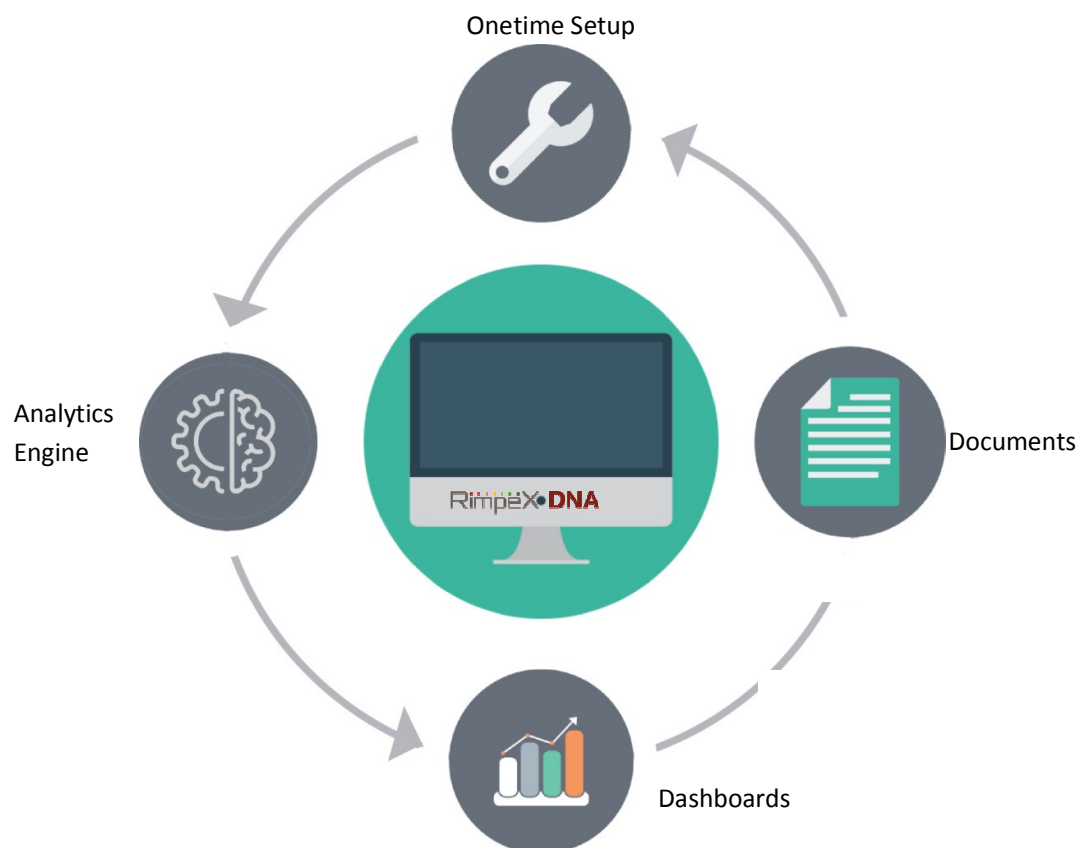 Onetime Setup
Analytics
Engine
Documents
RimpeX•DNA
Dashboards